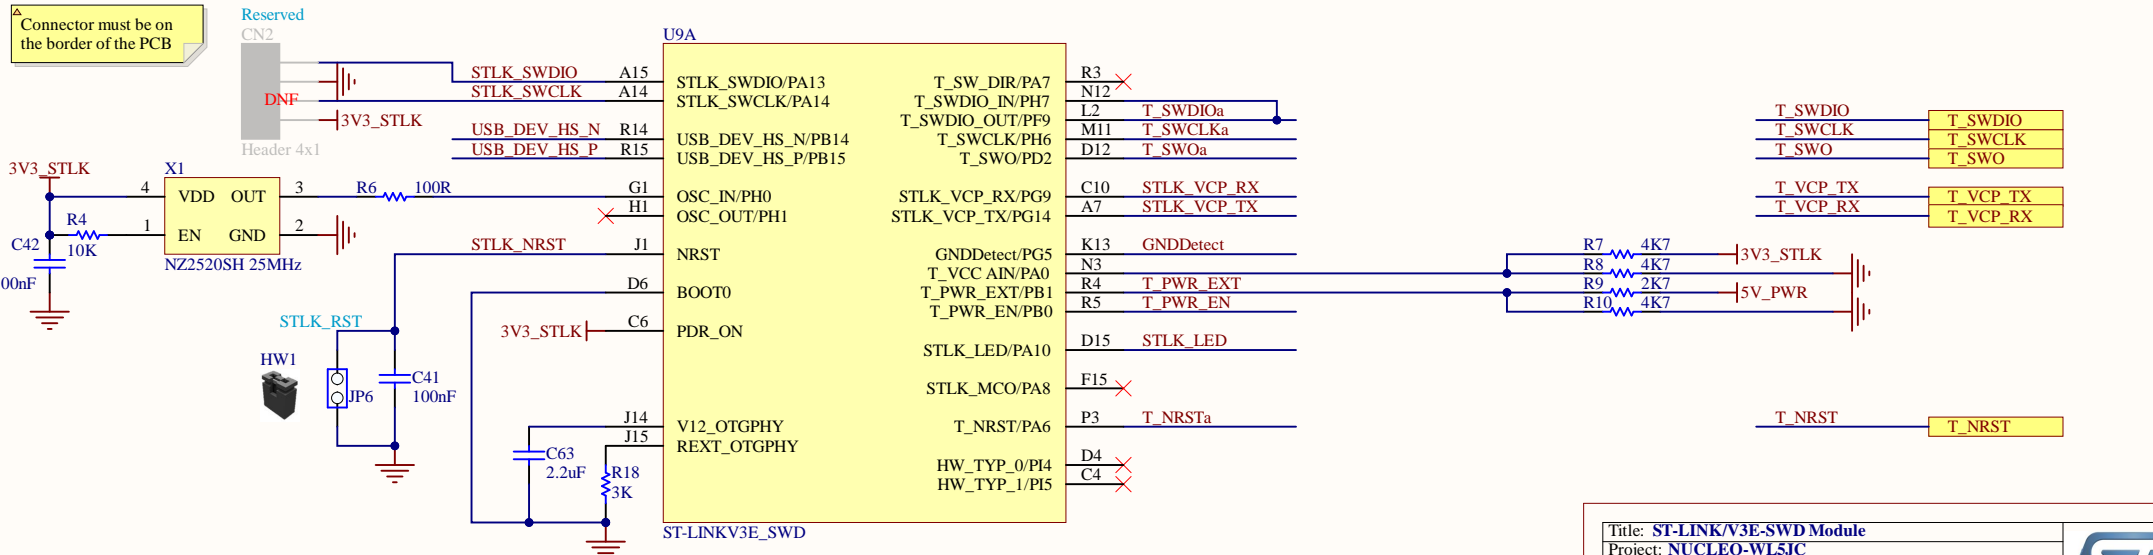 Connector must be on
the border of the PCB
Reserved
CN2
DNF
3V3_STLK
Header 4x1
STLK_SWDIO
STLK_SWCLK
USB_DEV_HS_N
USB_DEV_HS_P
A15
A14
R14
R15
3V3_STLK
X1
4 VDD OUT 3
1 EN GND 2
NZ2520SH 25MHz
R4
10K
C42
00nF
R6 100R
G1
H1
STLK_NRST J1
D6
3V3_STLK C6
STLK_RST
HW1
JP6
C41
100nF
J14
J15
C63
2.2uF
R18
3K
U9A
STLK_SWDIO/PA13
STLK_SWCLK/PA14
USB_DEV_HS_N/PB14
USB_DEV_HS_P/PB15
OSC_IN/PH0
OSC_OUT/PH1
NRST
BOOT0
PDR_ON
V12_OTGPHY
REXT_OTGPHY
T_SW_DIR/PA7
T_SWDIO_IN/PH7
T_SWDIO_OUT/PF9
T_SWCLK/PH6
T_SWO/PD2
STLK_VCP_RX/PG9
STLK_VCP_TX/PG14
GNDDetect/PG5
T_VCC AIN/PA0
T_PWR_EXT/PB1
T_PWR_EN/PB0
STLK_LED/PA10
STLK_MCO/PA8
T_NRST/PA6
HW_TYP_0/PI4
HW_TYP_1/PI5
ST-LINKV3E_SWD
R3
N12
L2 T_SWDIOa
M11 T_SWCLKa
D12 T_SWOa
C10 STLK_VCP_RX
A7 STLK_VCP_TX
K13 GNDDetect
N3
R4 T_PWR_EXT
R5 T_PWR_EN
D15 STLK_LED
F15
P3 T_NRSTa
D4
C4
R7 4K7 3V3_STLK
R8 4K7
R9 2K7 5V_PWR
R10 4K7
T_SWDIO T_SWDIO
T_SWCLK T_SWCLK
T_SWO T_SWO
T_VCP_TX T_VCP_TX
T_VCP_RX T_VCP_RX
T_NRST T_NRST
Title: ST-LINK/V3E-SWD Module
Project: NUCLEO-WL5JC